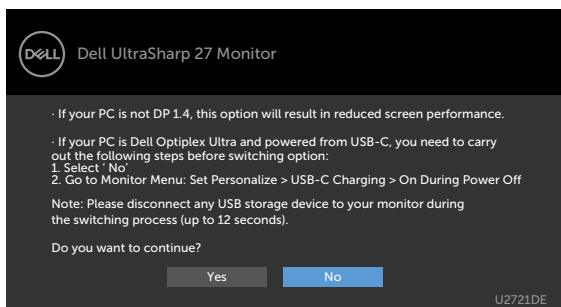 DELL
Dell UltraSharp 27 Monitor
· If your PC is not DP 1.4, this option will result in reduced screen performance.
· If your PC is Dell Optiplex Ultra and powered from USB-C, you need to carry
out the following steps before switching option:
1. Select ‘ No’
2. Go to Monitor Menu: Set Personalize > USB-C Charging > On During Power Off
Note: Please disconnect any USB storage device to your monitor during
the switching process (up to 12 seconds).
Do you want to continue?
Yes No
U2721DE